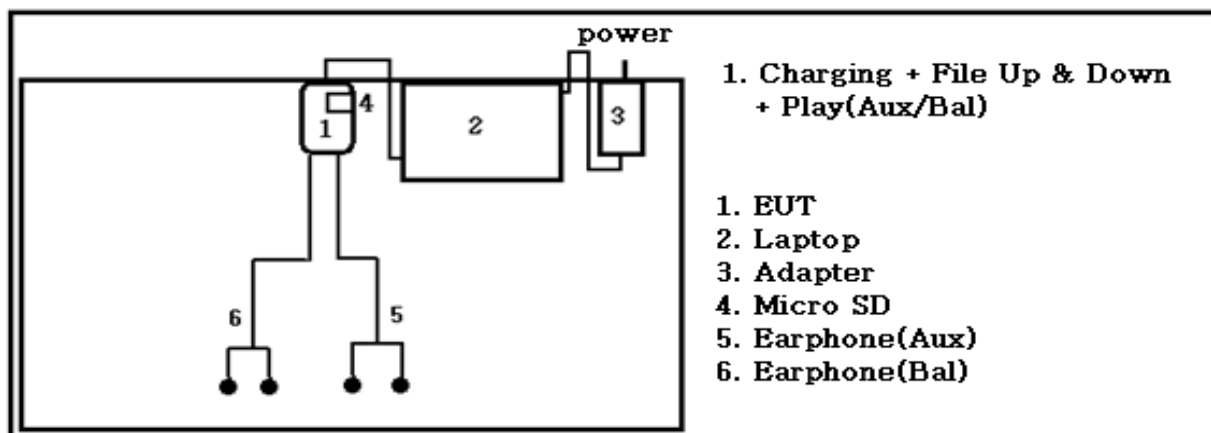 power
1. Charging + File Up & Down
+ Play(Aux/Bal)
4
1
2
3
1. EUT
2. Laptop
3. Adapter
4. Micro SD
5. Earphone(Aux)
6. Earphone(Bal)
6
5